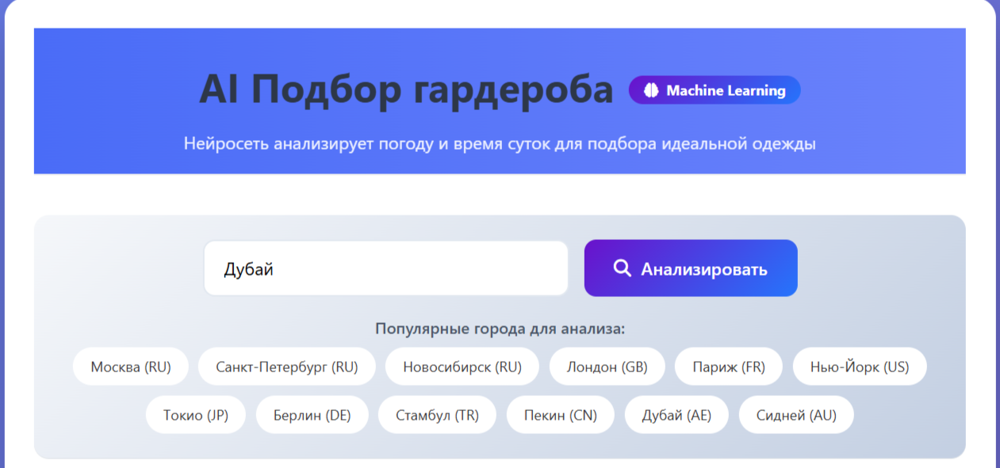 AI Подбор гардероба Machine Learning
Нейросеть анализирует погоду и время суток для подбора идеальной одежды
Дубай Анализировать
Популярные города для анализа:
Москва (RU) Санкт-Петербург (RU) Новосибирск (RU) Лондон (GB) Париж (FR) Нью-Йорк (US)
Токио (JP) Берлин (DE) Стамбул (TR) Пекин (CN) Дубай (AE) Сидней (AU)